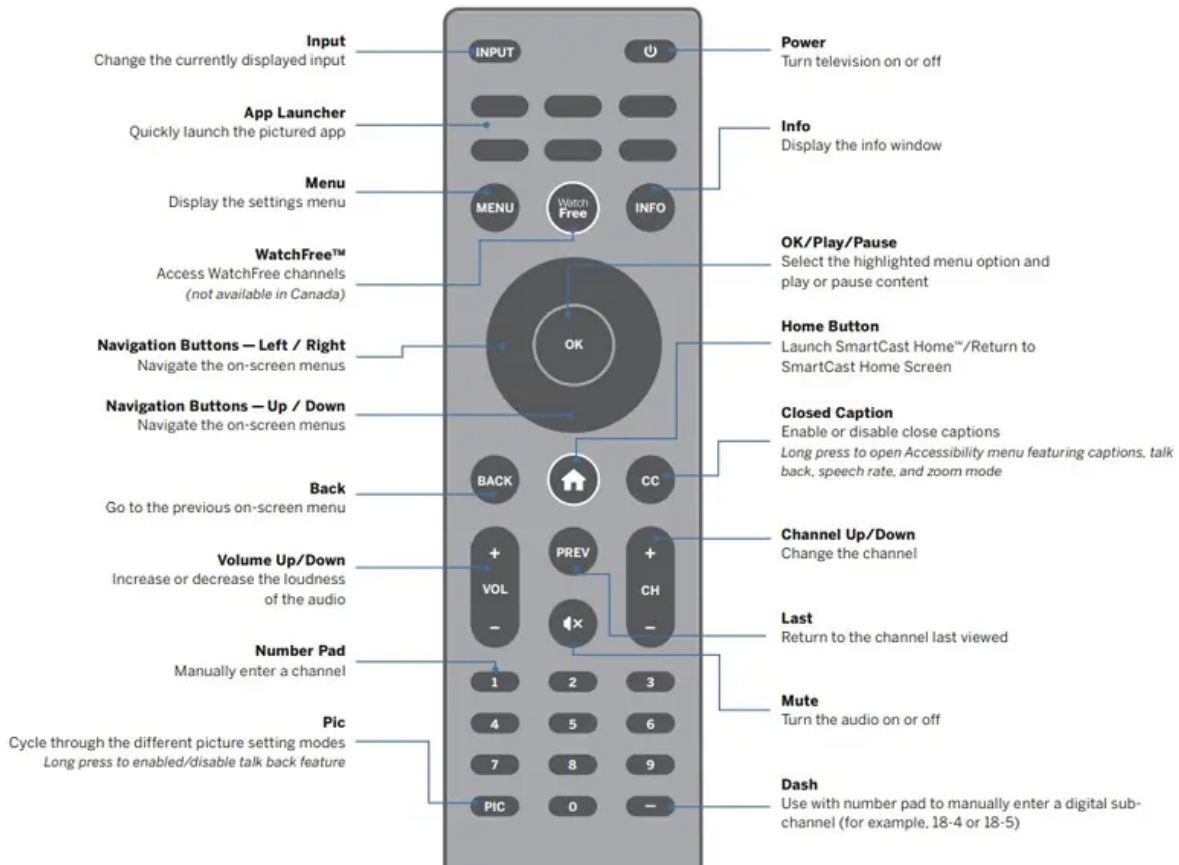 Input
Change the currently displayed input
App Launcher
Quickly launch the pictured app
Menu
Display the settings menu
WatchFree™
Access WatchFree channels
(not available in Canada)
Navigation Buttons — Left / Right
Navigate the on-screen menus
Navigation Buttons — Up / Down
Navigate the on-screen menus
Back
Go to the previous on-screen menu
Volume Up/Down
Increase or decrease the loudness
of the audio
Number Pad
Manually enter a channel
Pic
Cycle through the different picture setting modes
Long press to enabled/disable talk back feature
INPUT
MENU
Watch
Free
INFO
OK
BACK
CC
+
VOL
–
PREV
+
CH
–
1 2 3
4 5 6
7 8 9
PIC 0 –
Power
Turn television on or off
Info
Display the info window
OK/Play/Pause
Select the highlighted menu option and
play or pause content
Home Button
Launch SmartCast Home℠/Return to
SmartCast Home Screen
Closed Caption
Enable or disable close captions
Long press to open Accessibility menu featuring captions, talk
back, speech rate, and zoom mode
Channel Up/Down
Change the channel
Last
Return to the channel last viewed
Mute
Turn the audio on or off
Dash
Use with number pad to manually enter a digital sub-
channel (for example, 18-4 or 18-5)